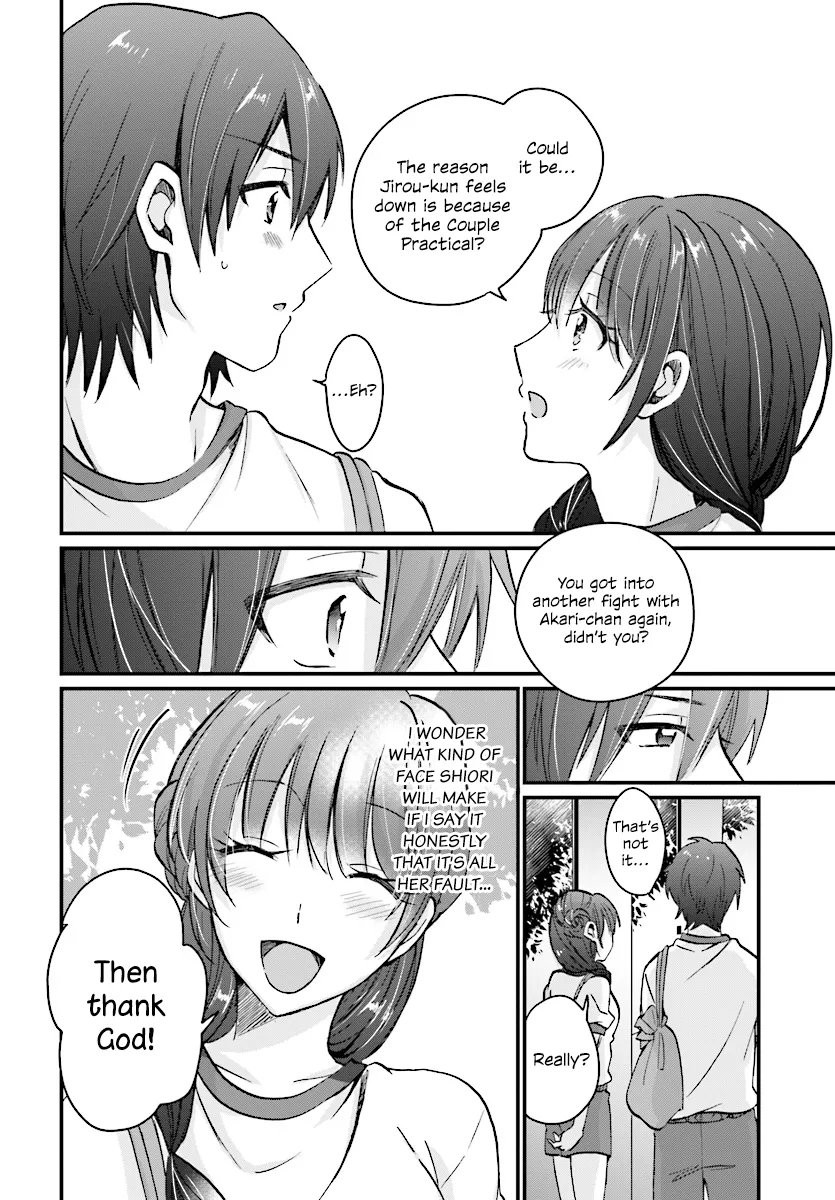 Could
it be...
The reason
Jirou-kun feels
down is because
of the Couple
Practical?
...Eh?
You got into
another fight with
Akari-chan again,
didn't you?
That's
not
it...
Really?
I WONDER
WHAT KIND OF
FACE SHIORI
WILL MAKE
IF I SAY IT
HONESTLY
THAT IT'S ALL
HER FAULT...
Then
thank
God!